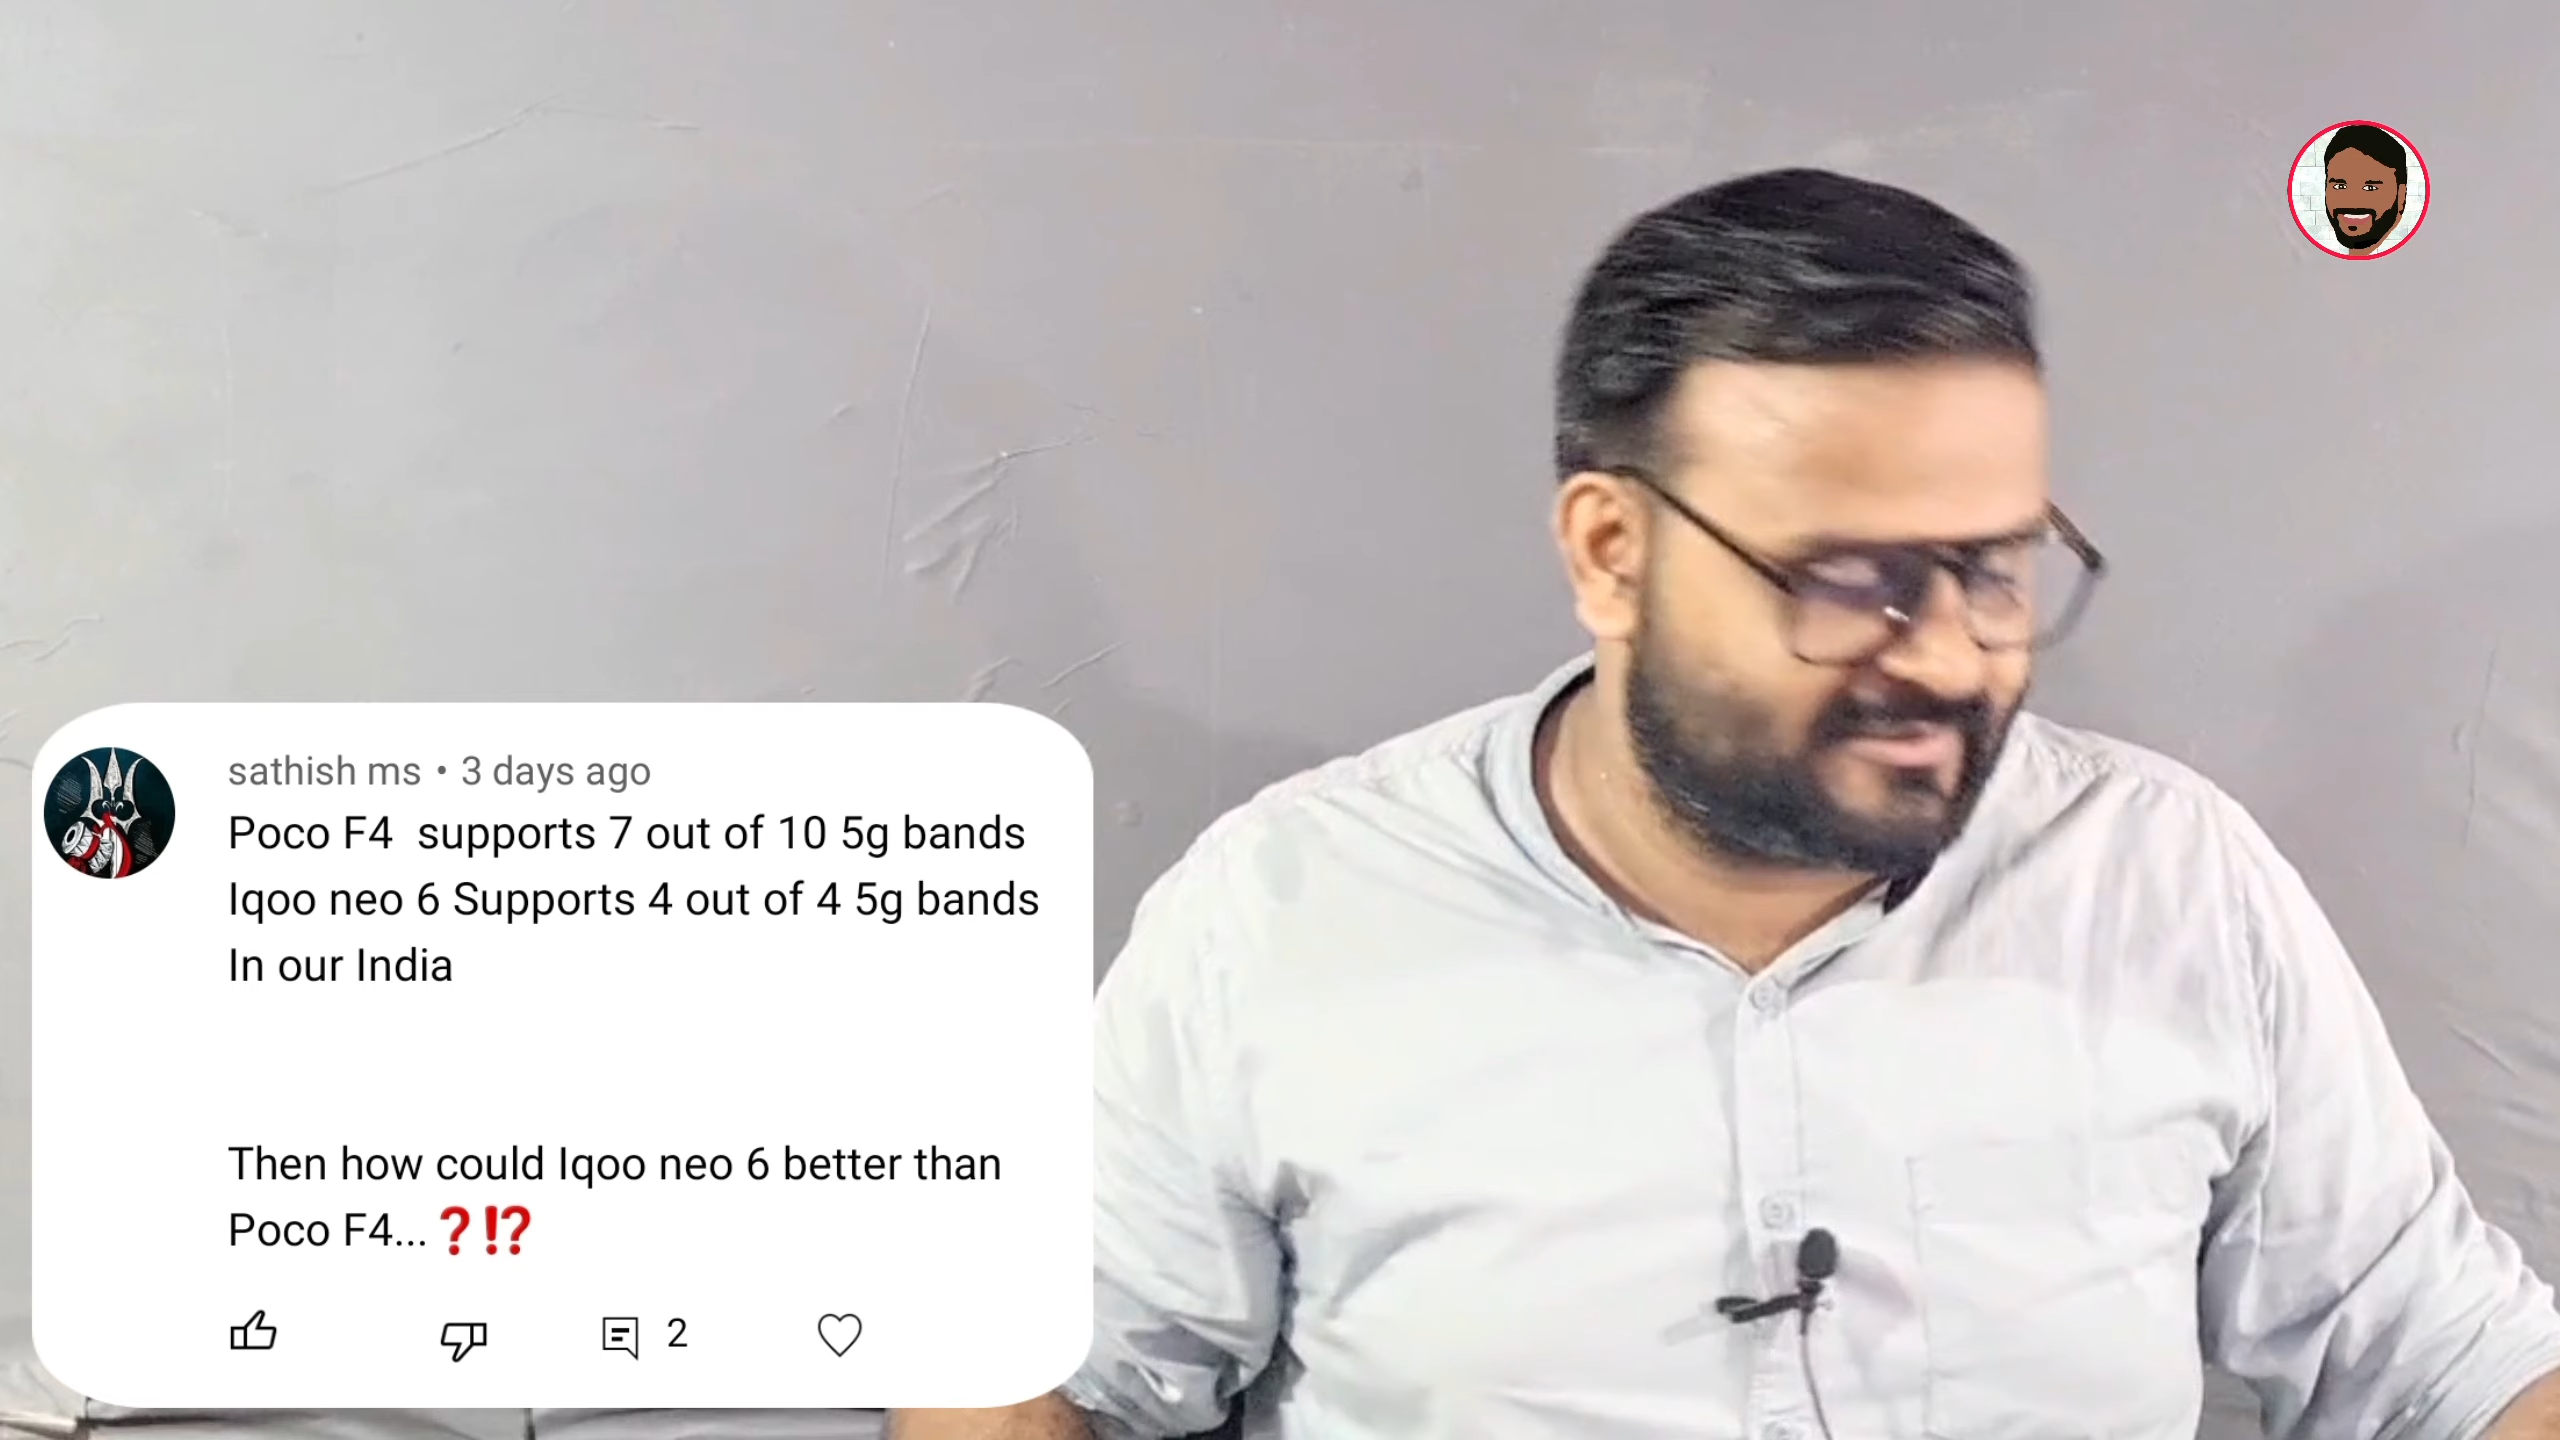 sathish ms • 3 days ago
Poco F4 supports 7 out of 10 5g bands
Iqoo neo 6 Supports 4 out of 4 5g bands
In our India
Then how could Iqoo neo 6 better than
Poco F4...❓⁉️
2